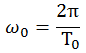 ω₀ = 2π / T₀